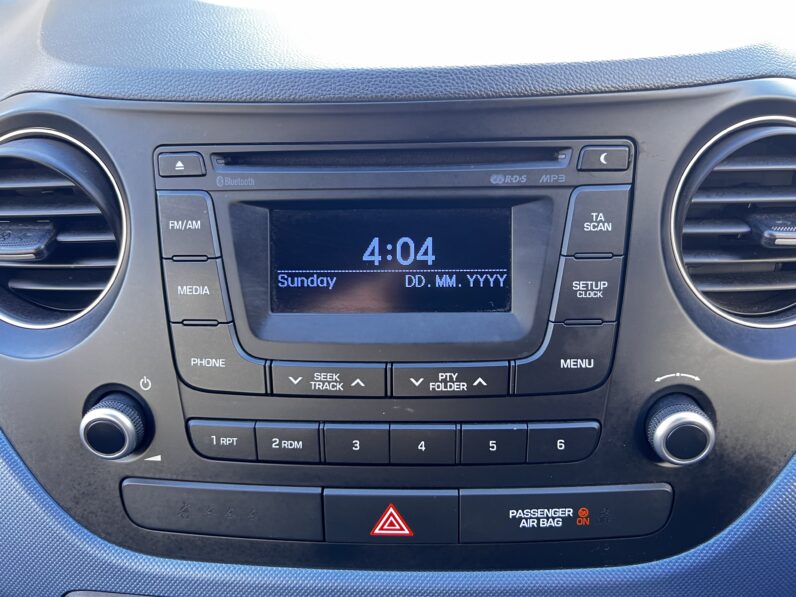 Bluetooth
R·D·S
MP3
FM/AM
4:04
TA
SCAN
Sunday
DD.MM.YYYY
MEDIA
SETUP
CLOCK
PHONE
SEEK
TRACK
PTY
FOLDER
MENU
1 RPT
2 RDM
3
4
5
6
PASSENGER
AIR BAG
ON